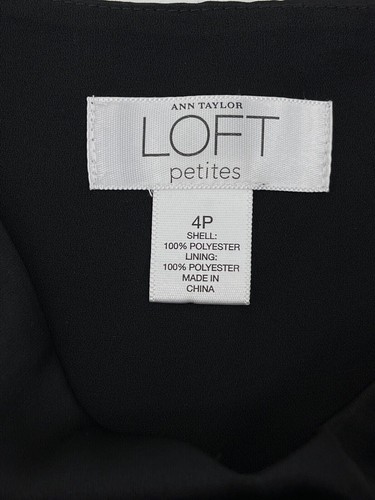 ANN TAYLOR
LOFT
petites
4P
SHELL:
100% POLYESTER
LINING:
100% POLYESTER
MADE IN
CHINA